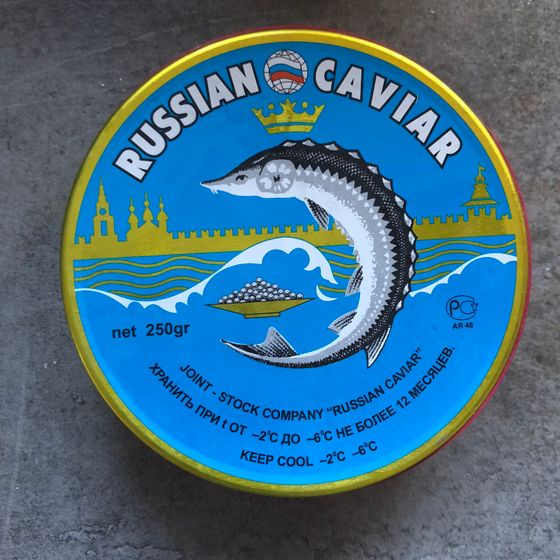 RUSSIAN CAVIAR
net 250gr
РС
АЯ 48
JOINT - STOCK COMPANY "RUSSIAN CAVIAR"
ХРАНИТЬ ПРИ t ОТ -2°С ДО -6°С НЕ БОЛЕЕ 12 МЕСЯЦЕВ.
KEEP COOL -2°C -6°C